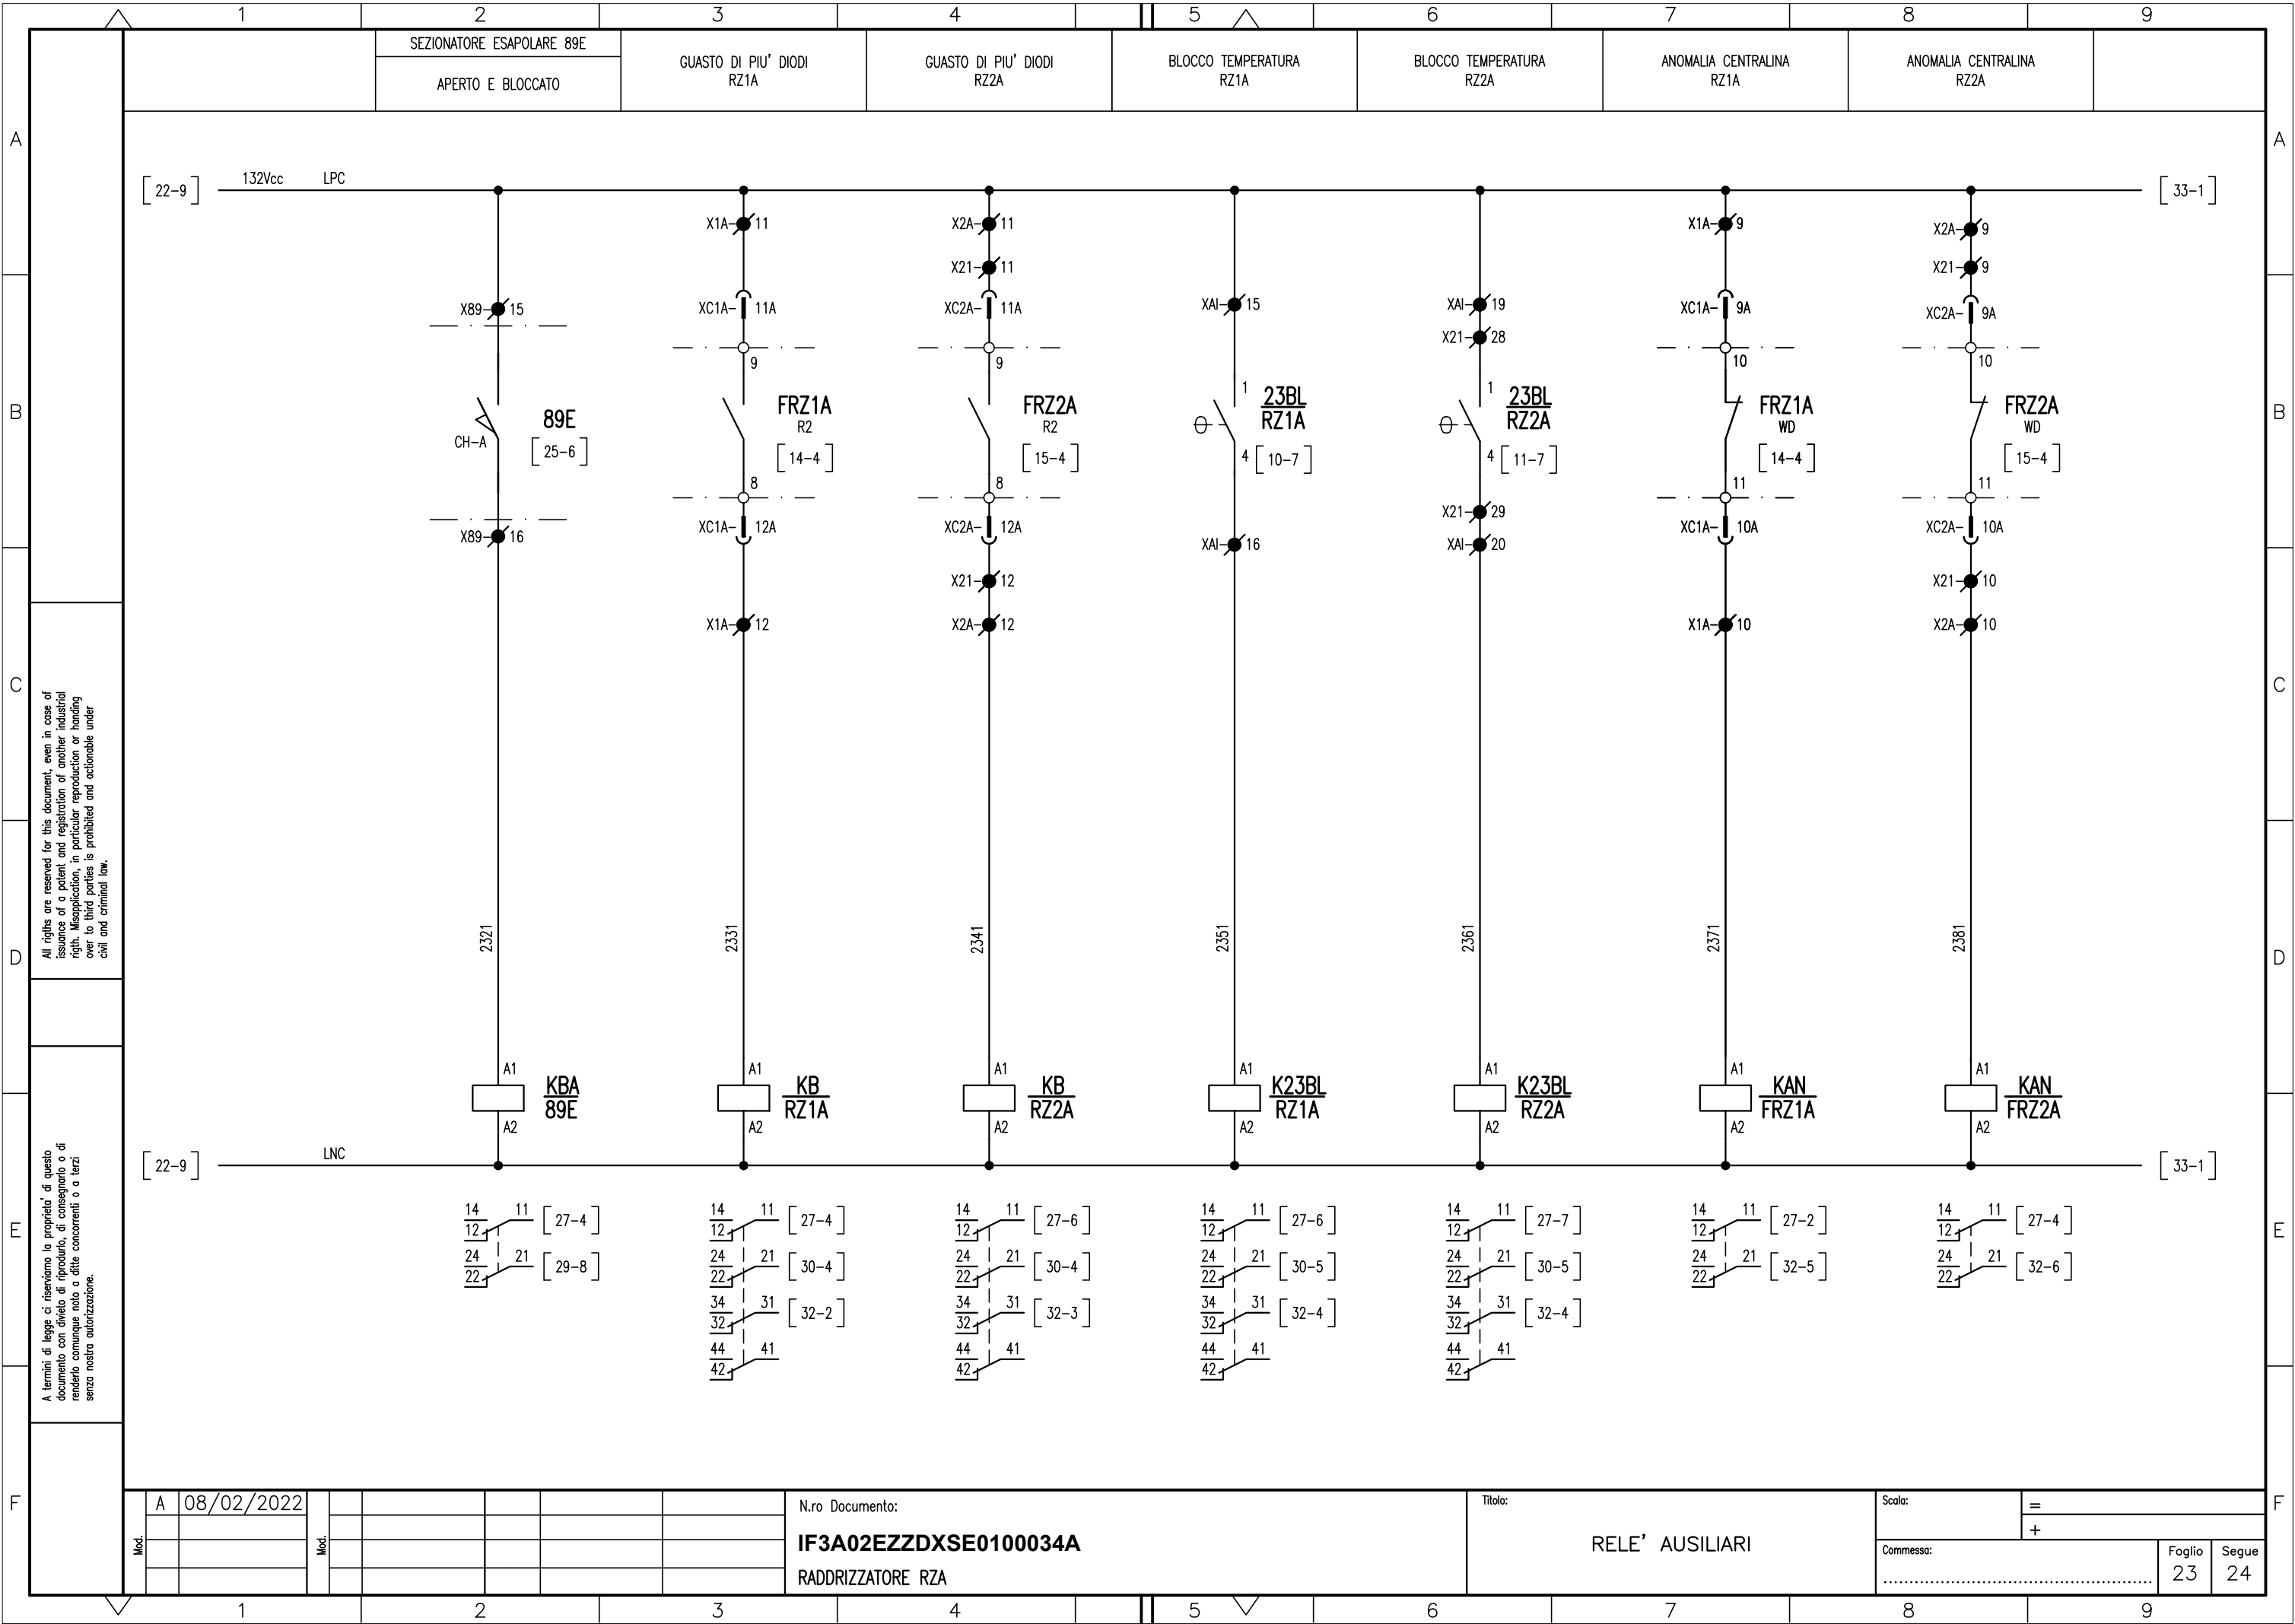 1 2 3 4 5 6 7 8 9
SEZIONATORE ESAPOLARE 89E
APERTO E BLOCCATO
GUASTO DI PIU' DIODI
RZ1A
GUASTO DI PIU' DIODI
RZ2A
BLOCCO TEMPERATURA
RZ1A
BLOCCO TEMPERATURA
RZ2A
ANOMALIA CENTRALINA
RZ1A
ANOMALIA CENTRALINA
RZ2A
A A
B B
C C
D D
E E
F F
22-9 132Vcc LPC 33-1
X89- 15
CH-A
89E
25-6
X89- 16
2321
A1
KBA
89E
A2
X1A- 11
XC1A- 11A
9
FRZ1A
R2
14-4
8
XC1A- 12A
X1A- 12
2331
A1
KB
RZ1A
A2
X2A- 11
X21- 11
XC2A- 11A
9
FRZ2A
R2
15-4
8
XC2A- 12A
X21- 12
X2A- 12
2341
A1
KB
RZ2A
A2
XAI- 15
1
23BL
RZ1A
4 10-7
XAI- 16
2351
A1
K23BL
RZ1A
A2
XAI- 19
X21- 28
1
23BL
RZ2A
4 11-7
X21- 29
XAI- 20
2361
A1
K23BL
RZ2A
A2
X1A- 9
XC1A- 9A
10
FRZ1A
WD
14-4
11
XC1A- 10A
X1A- 10
2371
A1
KAN
FRZ1A
A2
X2A- 9
X21- 9
XC2A- 9A
10
FRZ2A
WD
15-4
11
XC2A- 10A
X21- 10
X2A- 10
2381
A1
KAN
FRZ2A
A2
22-9 LNC 33-1
14 11 27-4
12
24 21 29-8
22
14 11 27-4
12
24 21 30-4
22
34 31 32-2
32
44 41
42
14 11 27-6
12
24 21 30-4
22
34 31 32-3
32
44 41
42
14 11 27-6
12
24 21 30-5
22
34 31 32-4
32
44 41
42
14 11 27-7
12
24 21 30-5
22
34 31 32-4
32
44 41
42
14 11 27-2
12
24 21 32-5
22
14 11 27-4
12
24 21 32-6
22
All rigths are reserved for this document, even in case of
issuance of a patent and registration of another industrial
rigth. Misapplication, in particular reproduction or handing
over to third parties is prohibited and actionable under
civil and criminal law.
A termini di legge ci riserviamo la proprieta' di questo
documento con divieto di riprodurlo, di consegnarlo o di
renderlo comunque noto a ditte concorrenti o a terzi
senza nostra autorizzazione.
Mod.
A 08/02/2022
Mod.
N.ro Documento:
IF3A02EZZDXSE0100034A
RADDRIZZATORE RZA
Titolo:
RELE' AUSILIARI
Scala:
=
+
Commessa:
Foglio
23
Segue
24
1 2 3 4 5 6 7 8 9